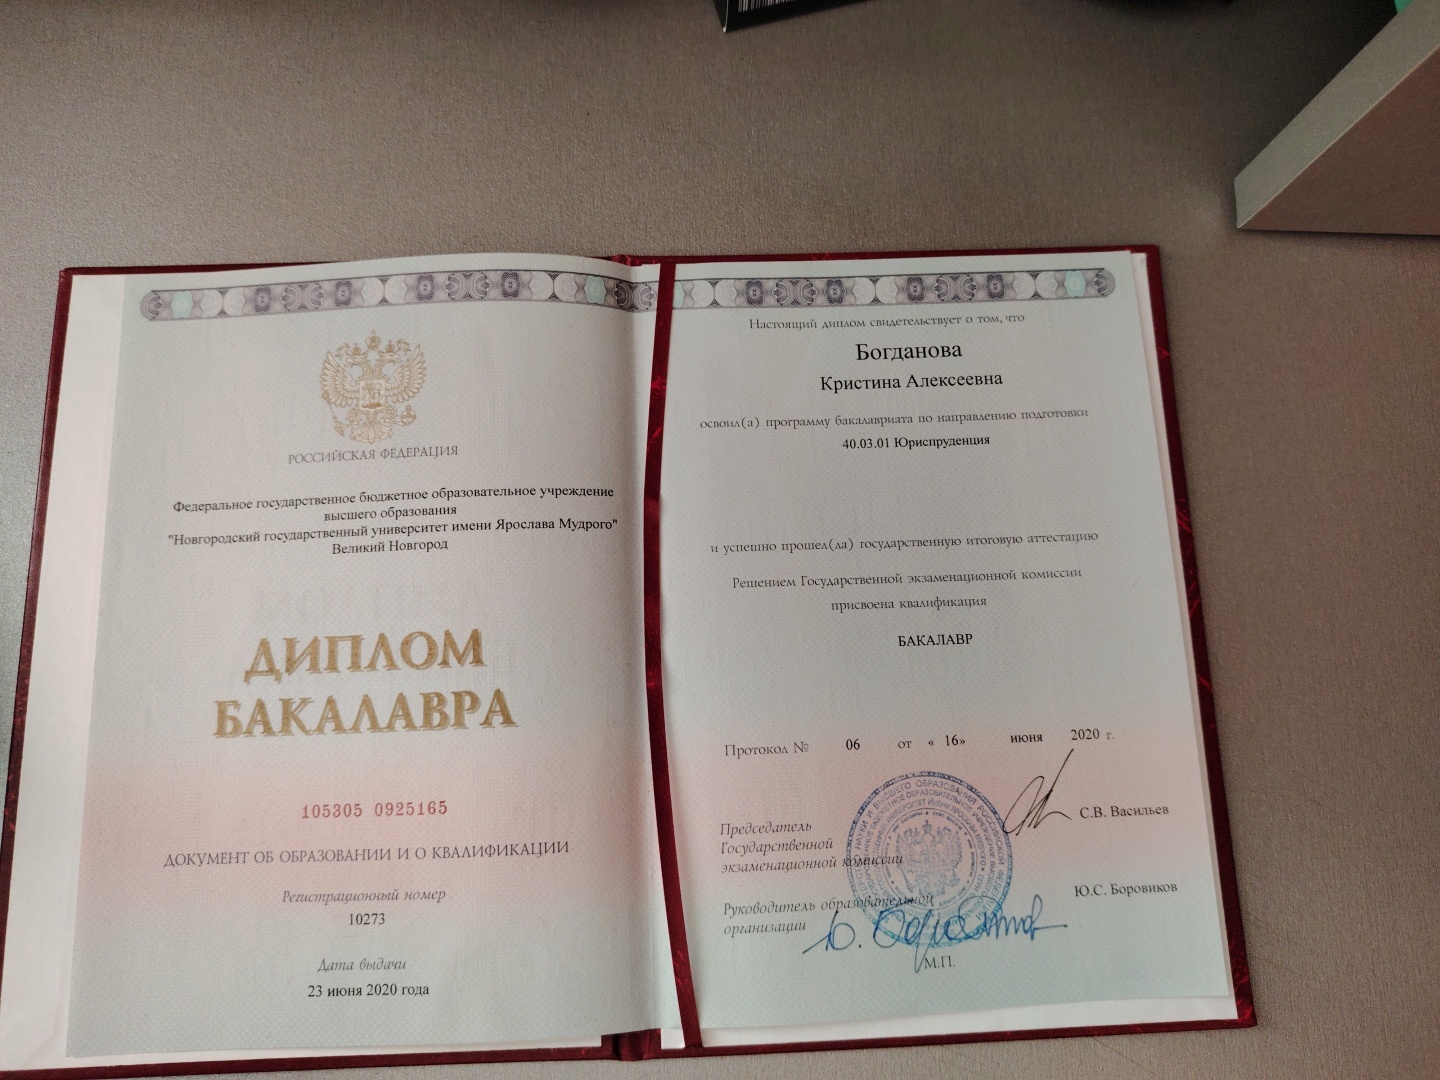 РОССИЙСКАЯ ФЕДЕРАЦИЯ
Федеральное государственное бюджетное образовательное учреждение
высшего образования
"Новгородский государственный университет имени Ярослава Мудрого"
Великий Новгород
ДИПЛОМ
БАКАЛАВРА
105305 0925165
ДОКУМЕНТ ОБ ОБРАЗОВАНИИ И О КВАЛИФИКАЦИИ
Регистрационный номер
10273
Дата выдачи
23 июня 2020 года
Настоящий диплом свидетельствует о том, что
Богданова
Кристина Алексеевна
освоил(а) программу бакалавриата по направлению подготовки
40.03.01 Юриспруденция
и успешно прошел(ла) государственную итоговую аттестацию
Решением Государственной экзаменационной комиссии
присвоена квалификация
БАКАЛАВР
Протокол № 06 от « 16» июня 2020 г.
Председатель
Государственной
экзаменационной комиссии
С.В. Васильев
Руководитель образовательной
организации
Ю.С. Боровиков
М.П.